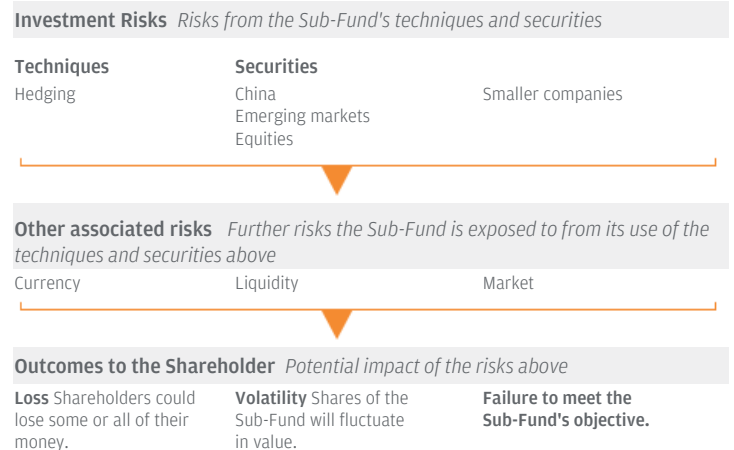 Investment Risks Risks from the Sub-Fund's techniques and securities
Techniques Securities
Hedging China Smaller companies
Emerging markets
Equities
Other associated risks Further risks the Sub-Fund is exposed to from its use of the
techniques and securities above
Currency Liquidity Market
Outcomes to the Shareholder Potential impact of the risks above
Loss Shareholders could
lose some or all of their
money.
Volatility Shares of the
Sub-Fund will fluctuate
in value.
Failure to meet the
Sub-Fund's objective.